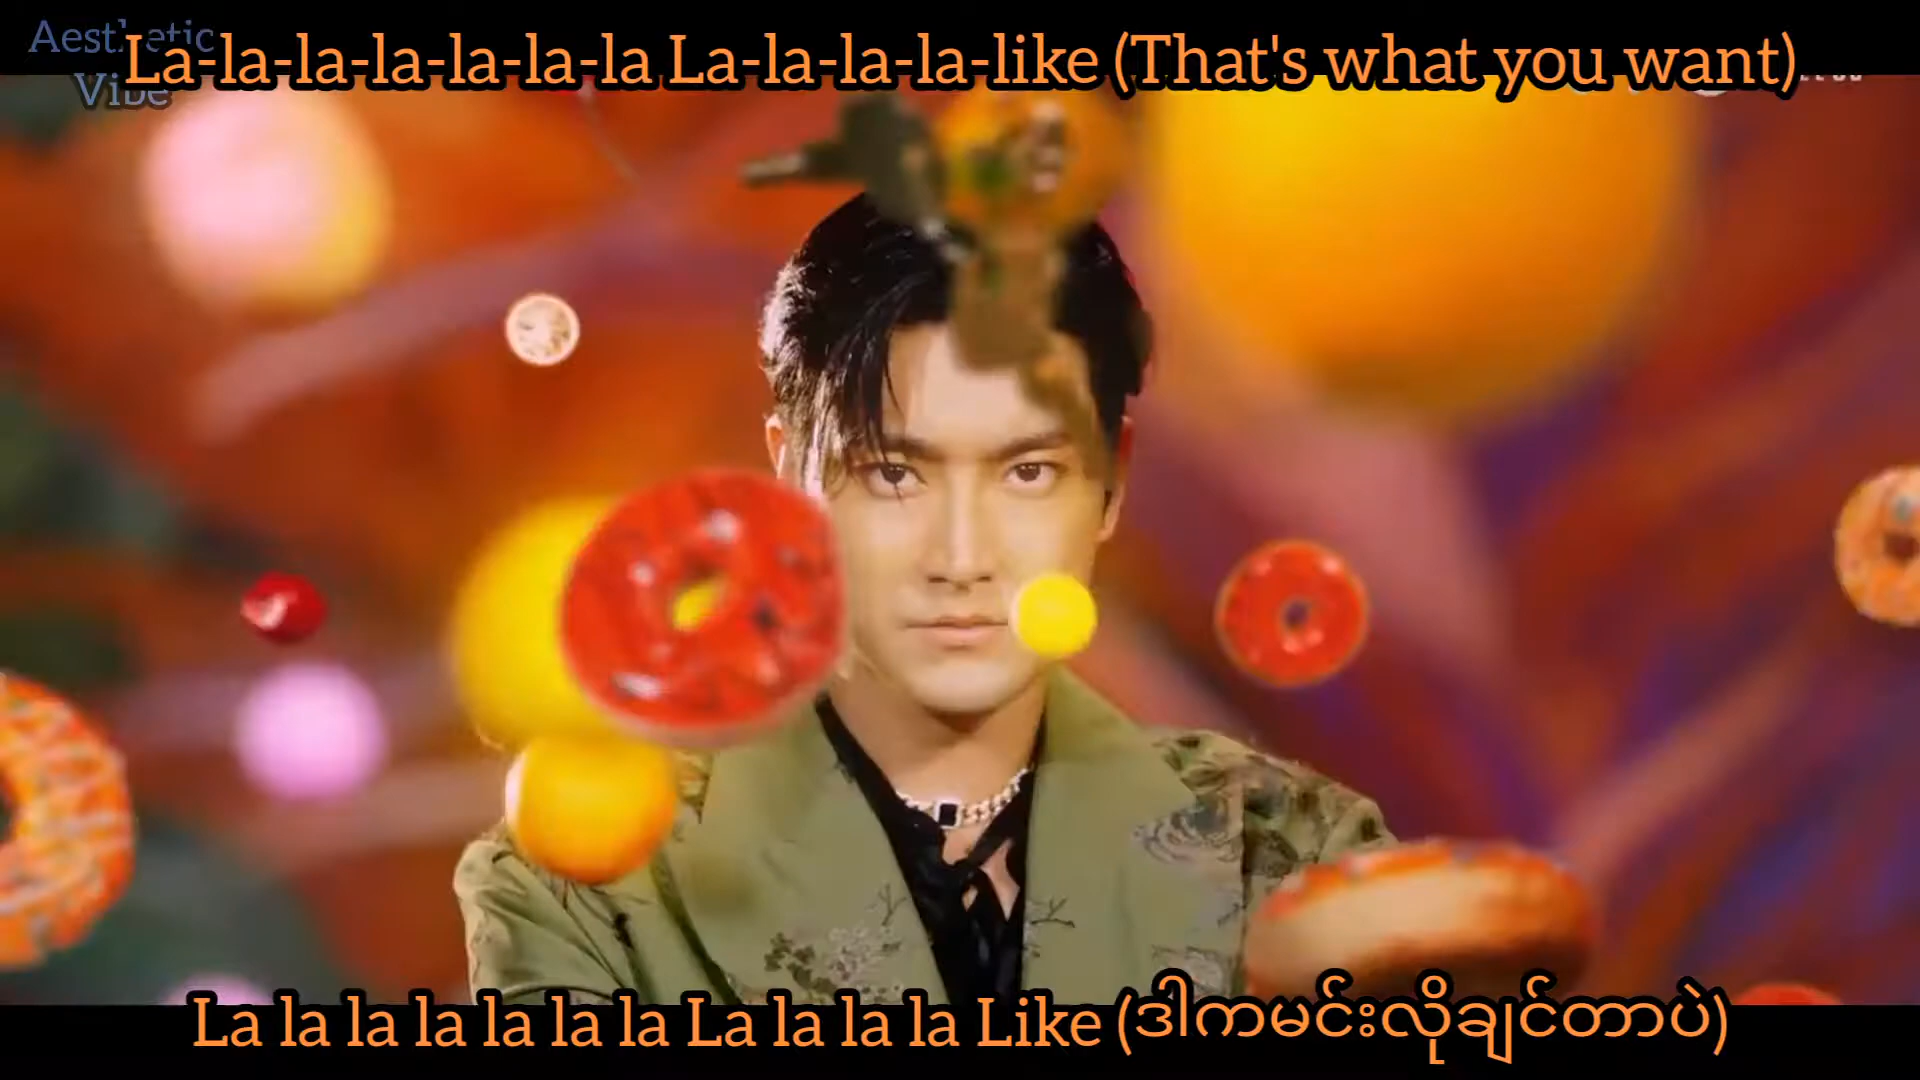 Aesthetic
Vibe
La-la-la-la-la-la-la La-la-la-la-like (That's what you want)
La la la la la la la La la la la Like (ဒါကမင်းလိုချင်တာပဲ)